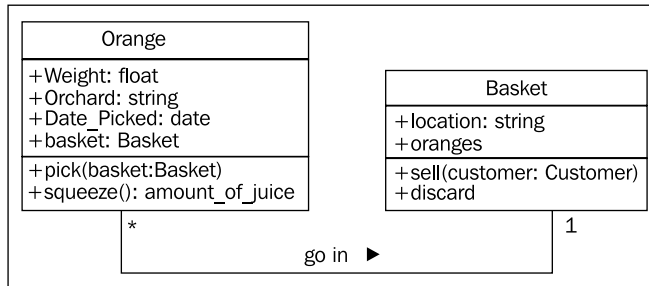 Orange
+Weight: float
+Orchard: string
+Date_Picked: date
+basket: Basket
+pick(basket:Basket)
+squeeze(): amount_of_juice
Basket
+location: string
+oranges
+sell(customer: Customer)
+discard
*
1
go in ►